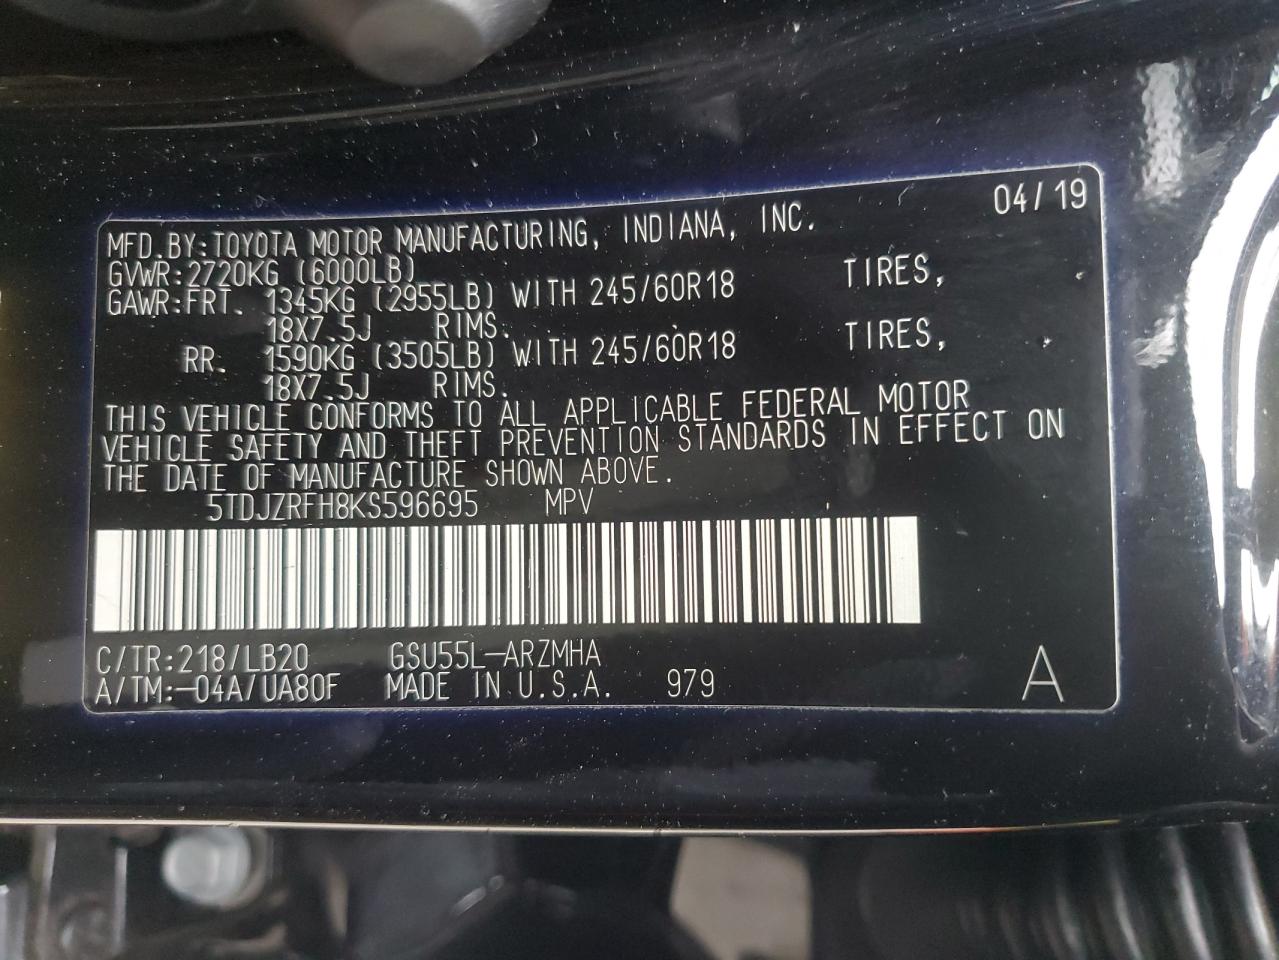 04/19
MFD.BY:TOYOTA MOTOR MANUFACTURING, INDIANA, INC.
GVWR:2720KG (6000LB)
GAWR:FRT. 1345KG (2955LB) WITH 245/60R18 TIRES,
18X7.5J RIMS.
RR. 1590KG (3505LB) WITH 245/60R18 TIRES,
18X7.5J RIMS.
THIS VEHICLE CONFORMS TO ALL APPLICABLE FEDERAL MOTOR
VEHICLE SAFETY AND THEFT PREVENTION STANDARDS IN EFFECT ON
THE DATE OF MANUFACTURE SHOWN ABOVE.
5TDJZRFH8KS596695 MPV
C/TR:218/LB20 GSU55L-ARZMHA
A/TM:-04A/UA80F MADE IN U.S.A. 979 A